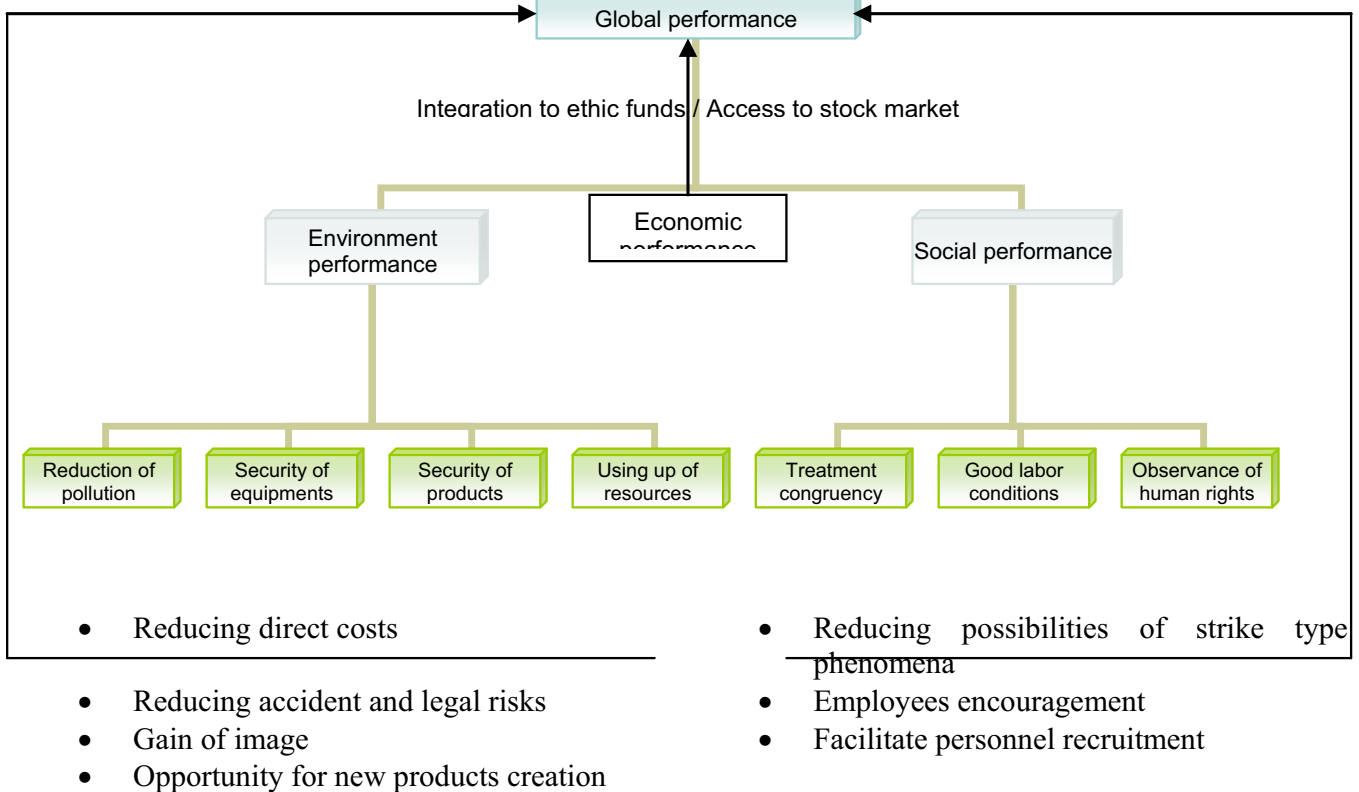 Global performance
Integration to ethic funds / Access to stock market
Environment
performance
Economic
performance
Social performance
Reduction of
pollution
Security of
equipments
Security of
products
Using up of
resources
Treatment
congruency
Good labor
conditions
Observance of
human rights
• Reducing direct costs
• Reducing accident and legal risks
• Gain of image
• Opportunity for new products creation
• Reducing possibilities of strike type
phenomena
• Employees encouragement
• Facilitate personnel recruitment